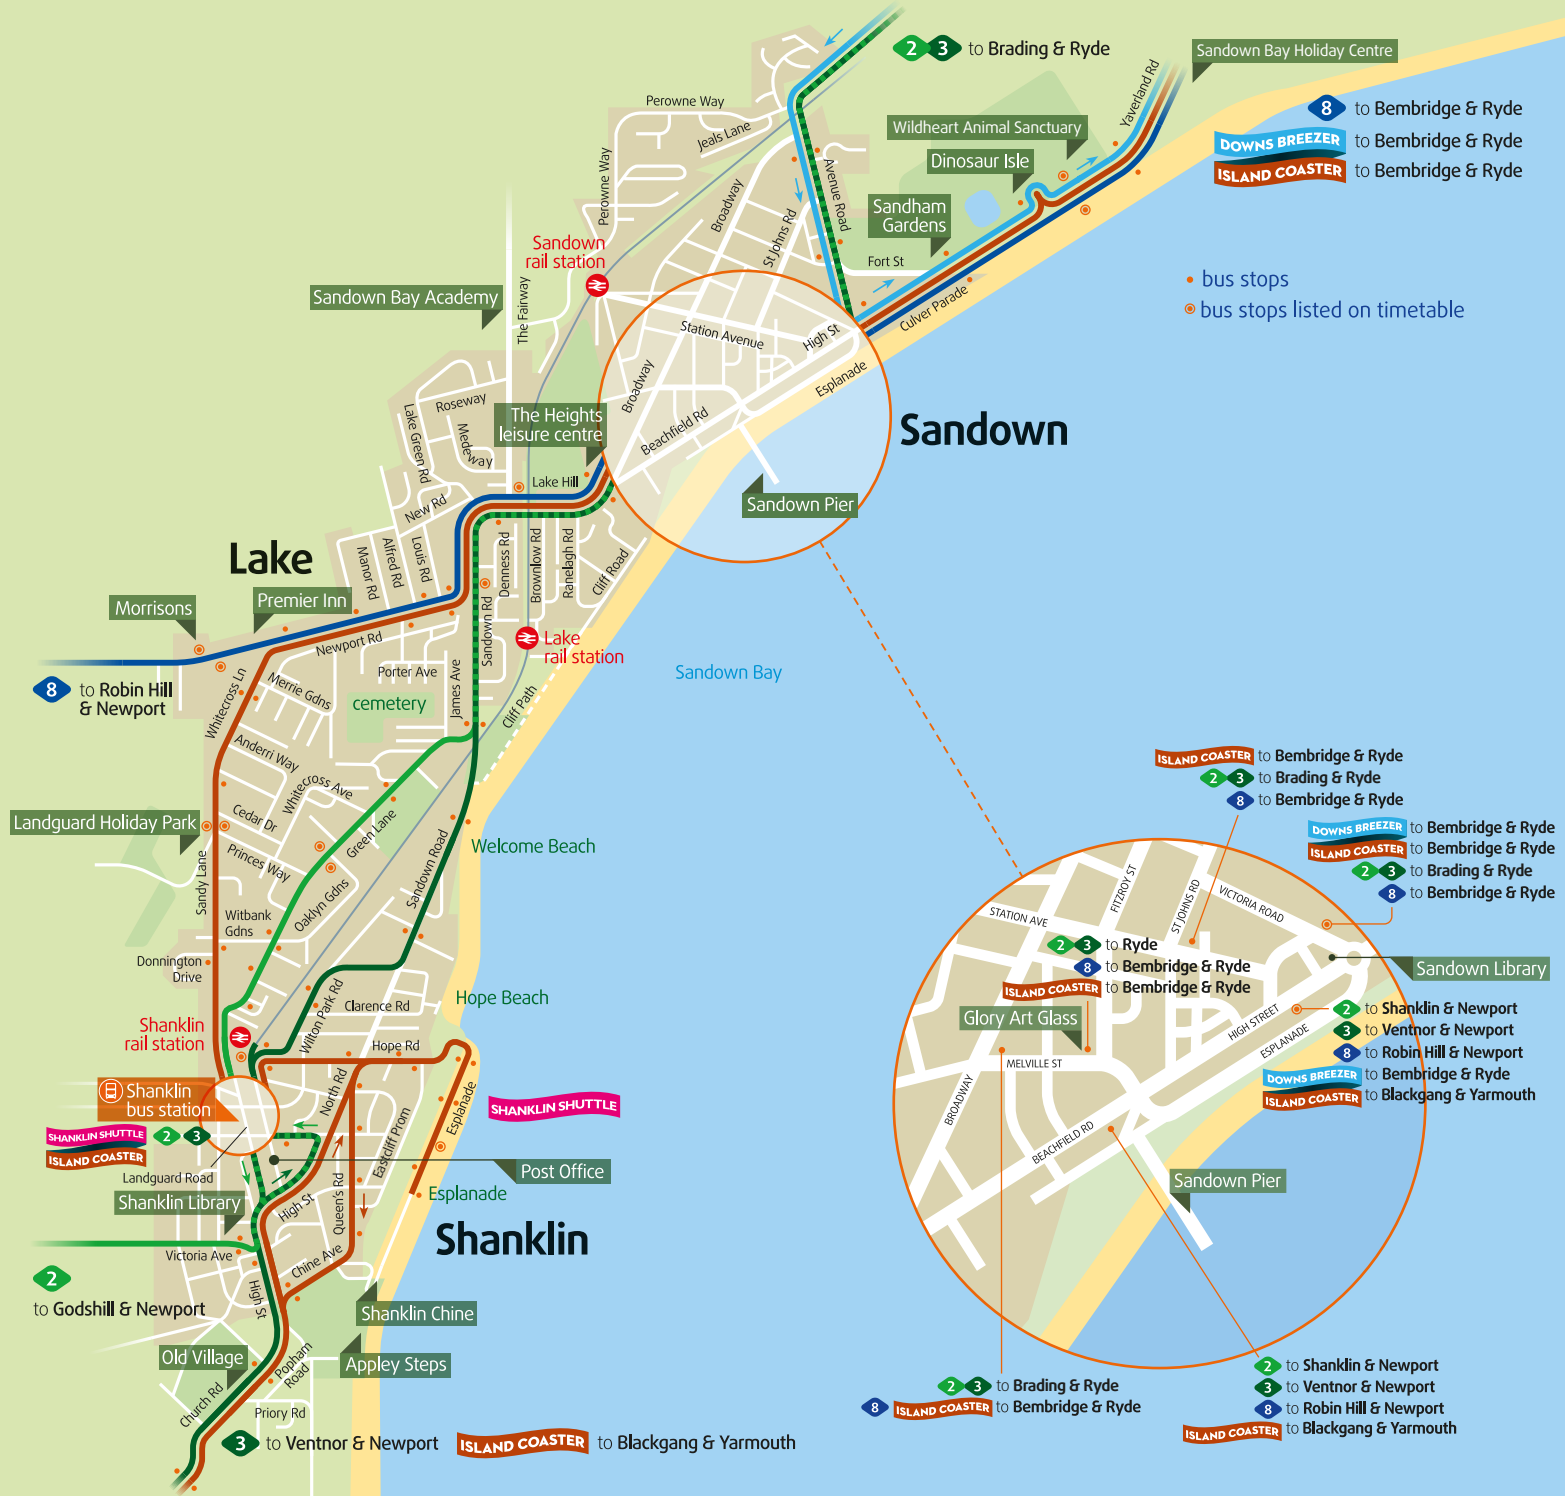 2 3 to Brading & Ryde
Sandown Bay Holiday Centre
Yaverland Rd
8 to Bembridge & Ryde
DOWNS BREEZER to Bembridge & Ryde
ISLAND COASTER to Bembridge & Ryde
Perowne Way
Jeals Lane
Wildheart Animal Sanctuary
Dinosaur Isle
Perowne Way
Broadway
Avenue Road
St Johns Rd
Sandham
Gardens
Sandown
rail station
Fort St
Culver Parade
bus stops
bus stops listed on timetable
Sandown Bay Academy
The Fairway
Station Avenue
High St
Esplanade
Broadway
Beachfield Rd
Roseway
Lake Green Rd
Medeway
The Heights
leisure centre
Sandown
Lake Hill
New Rd
Sandown Pier
Lake
Manor Rd
Alfred Rd
Louis Rd
Denness Rd
Brownlow Rd
Ranelagh Rd
Cliff Road
Morrisons
Premier Inn
Newport Rd
Sandown Rd
Lake
rail station
Sandown Bay
8 to Robin Hill
& Newport
Whitecross Ln
Merrie Gdns
Porter Ave
cemetery
James Ave
Cliff Path
Anderri Way
Whitecross Ave
Landguard Holiday Park
Cedar Dr
Green Lane
Princes Way
Sandy Lane
Sandown Road
Welcome Beach
Witbank
Gdns
Oaklyn Gdns
Donnington
Drive
Wilton Park Rd
Clarence Rd
Hope Beach
Shanklin
rail station
Hope Rd
North Rd
Shanklin
bus station
SHANKLIN SHUTTLE 2 3
ISLAND COASTER
Landguard Road
Eastcliff Prom
Esplanade
SHANKLIN SHUTTLE
Post Office
Shanklin Library
High St
Queen's Rd
Esplanade
Shanklin
Victoria Ave
Chine Ave
2
to Godshill & Newport
High St
Shanklin Chine
Old Village
Appley Steps
Popham
Road
Church Rd
Priory Rd
3 to Ventnor & Newport
ISLAND COASTER to Blackgang & Yarmouth
ISLAND COASTER to Bembridge & Ryde
2 3 to Brading & Ryde
8 to Bembridge & Ryde
DOWNS BREEZER to Bembridge & Ryde
ISLAND COASTER to Bembridge & Ryde
2 3 to Brading & Ryde
8 to Bembridge & Ryde
FITZROY ST
ST JOHNS RD
VICTORIA ROAD
STATION AVE
2 3 to Ryde
8 to Bembridge & Ryde
ISLAND COASTER to Bembridge & Ryde
Sandown Library
Glory Art Glass
HIGH STREET
ESPLANADE
2 to Shanklin & Newport
3 to Ventnor & Newport
8 to Robin Hill & Newport
DOWNS BREEZER to Bembridge & Ryde
ISLAND COASTER to Blackgang & Yarmouth
MELVILLE ST
BROADWAY
BEACHFIELD RD
Sandown Pier
2 3 to Brading & Ryde
8 ISLAND COASTER to Bembridge & Ryde
2 to Shanklin & Newport
3 to Ventnor & Newport
8 to Robin Hill & Newport
ISLAND COASTER to Blackgang & Yarmouth